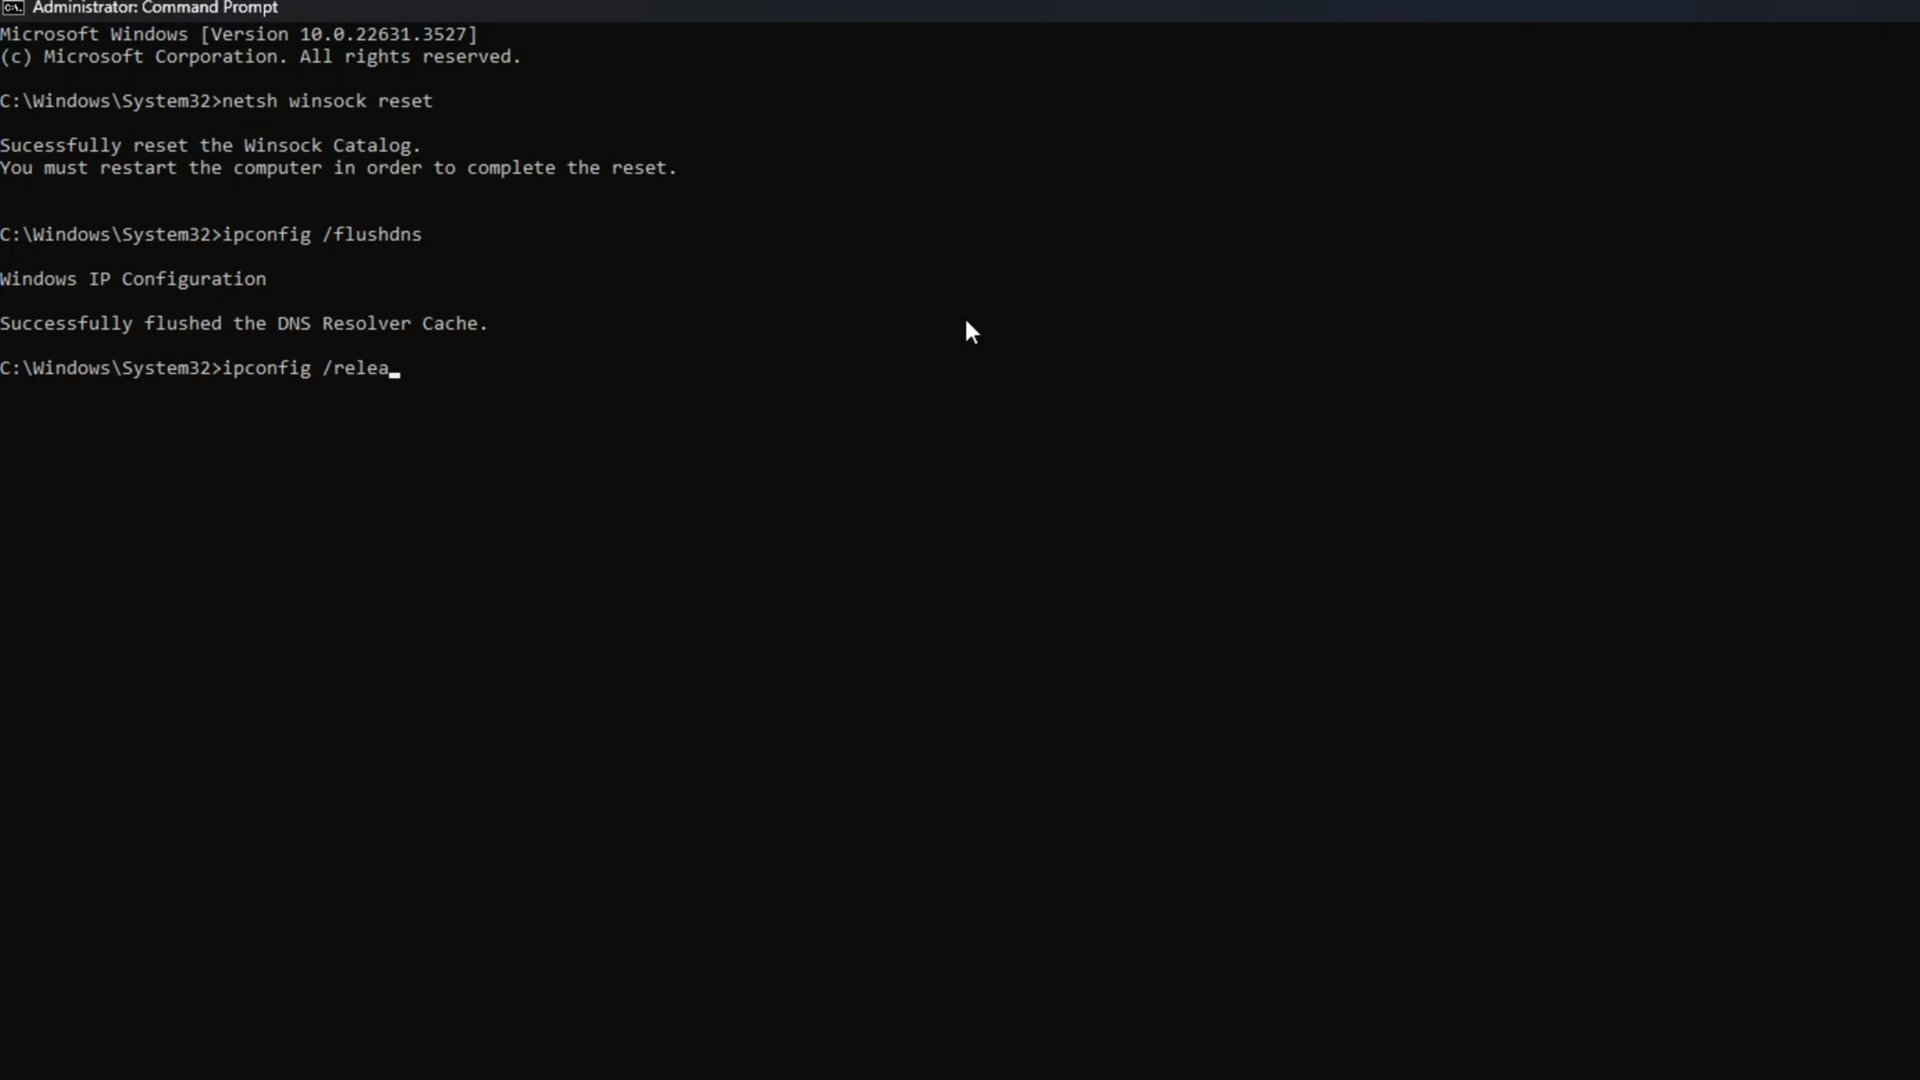 Administrator: Command Prompt
Microsoft Windows [Version 10.0.22631.3527]
(c) Microsoft Corporation. All rights reserved.
C:\Windows\System32>netsh winsock reset
Sucessfully reset the Winsock Catalog.
You must restart the computer in order to complete the reset.
C:\Windows\System32>ipconfig /flushdns
Windows IP Configuration
Successfully flushed the DNS Resolver Cache.
C:\Windows\System32>ipconfig /relea